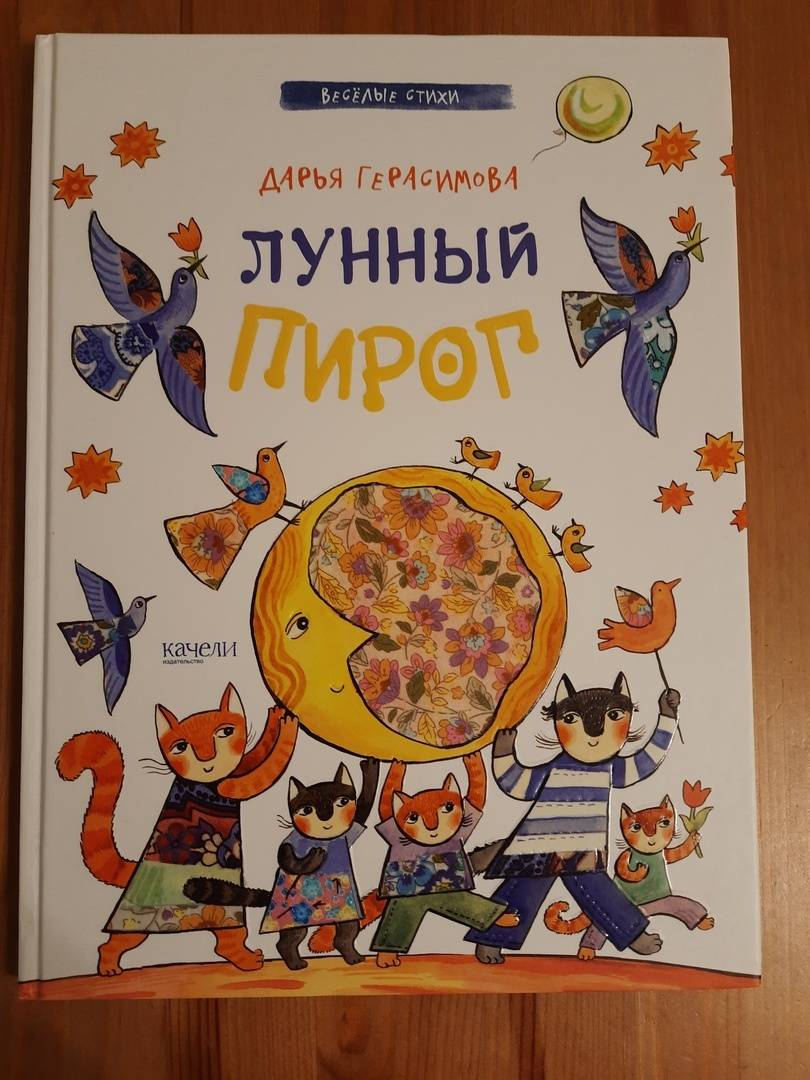 ВЕСЁЛЫЕ СТИХИ
ДАРЬЯ ГЕРАСИМОВА
ЛУННЫЙ
ПИРОГ
КАЧЕЛИ
ИЗДАТЕЛЬСТВО